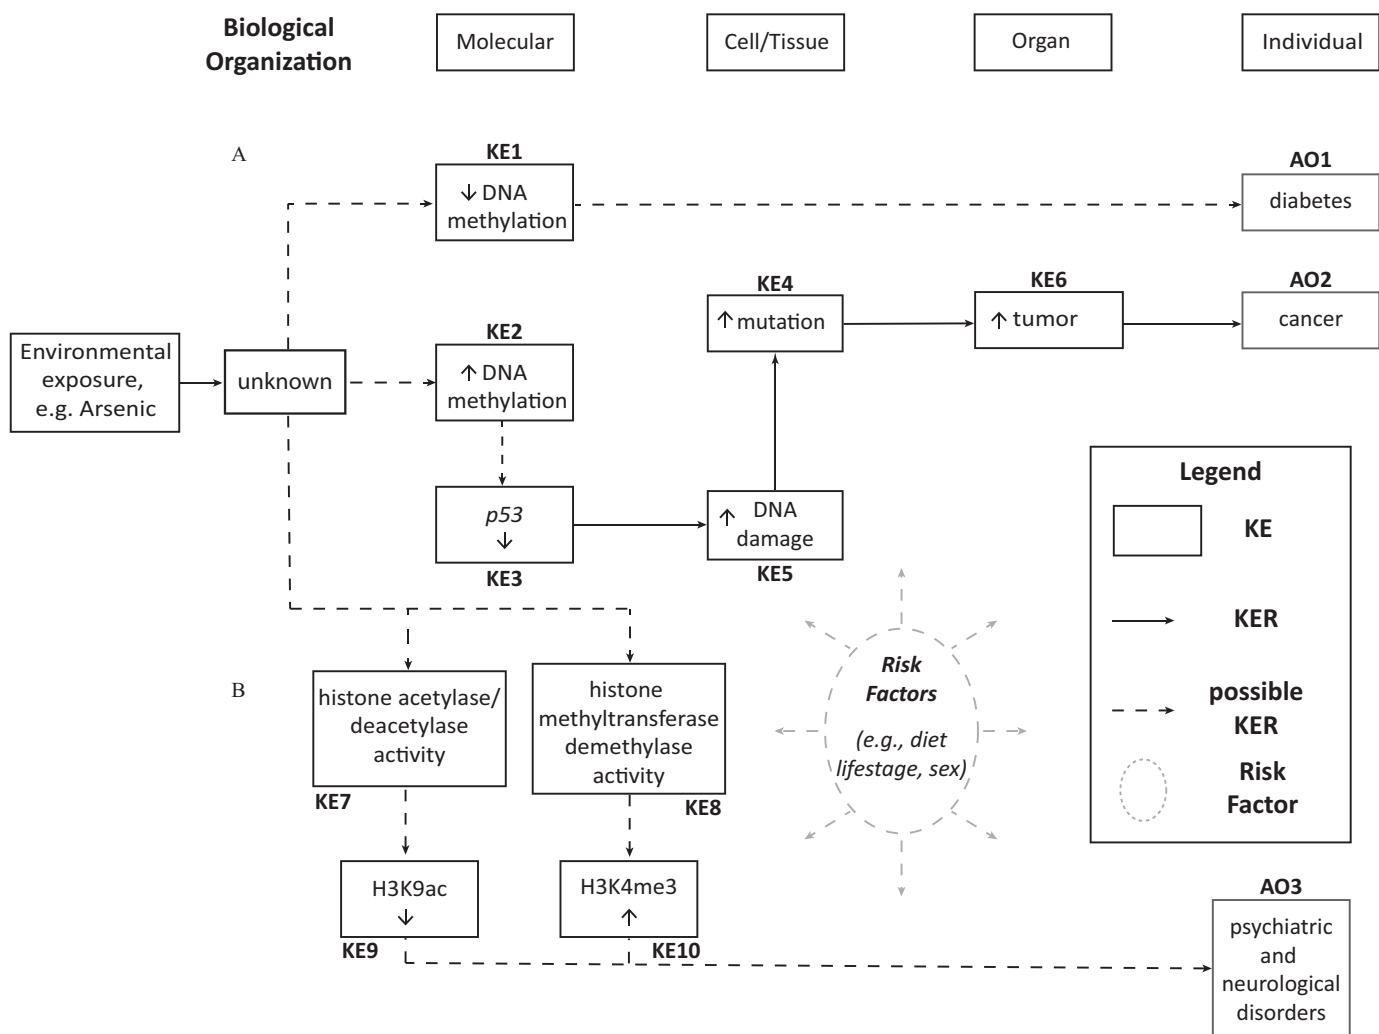 Biological
Organization
Molecular
Cell/Tissue
Organ
Individual
A
KE1
↓ DNA
methylation
AO1
diabetes
KE4
↑ mutation
KE6
↑ tumor
AO2
cancer
Environmental
exposure,
e.g. Arsenic
unknown
KE2
↑ DNA
methylation
p53
↓
KE3
↑ DNA
damage
KE5
Legend
KE
KER
possible
KER
Risk
Factor
B
histone acetylase/
deacetylase
activity
KE7
histone
methyltransferase
demethylase
activity
KE8
Risk
Factors
(e.g., diet
lifestage, sex)
H3K9ac
↓
KE9
H3K4me3
↑
KE10
AO3
psychiatric
and
neurological
disorders